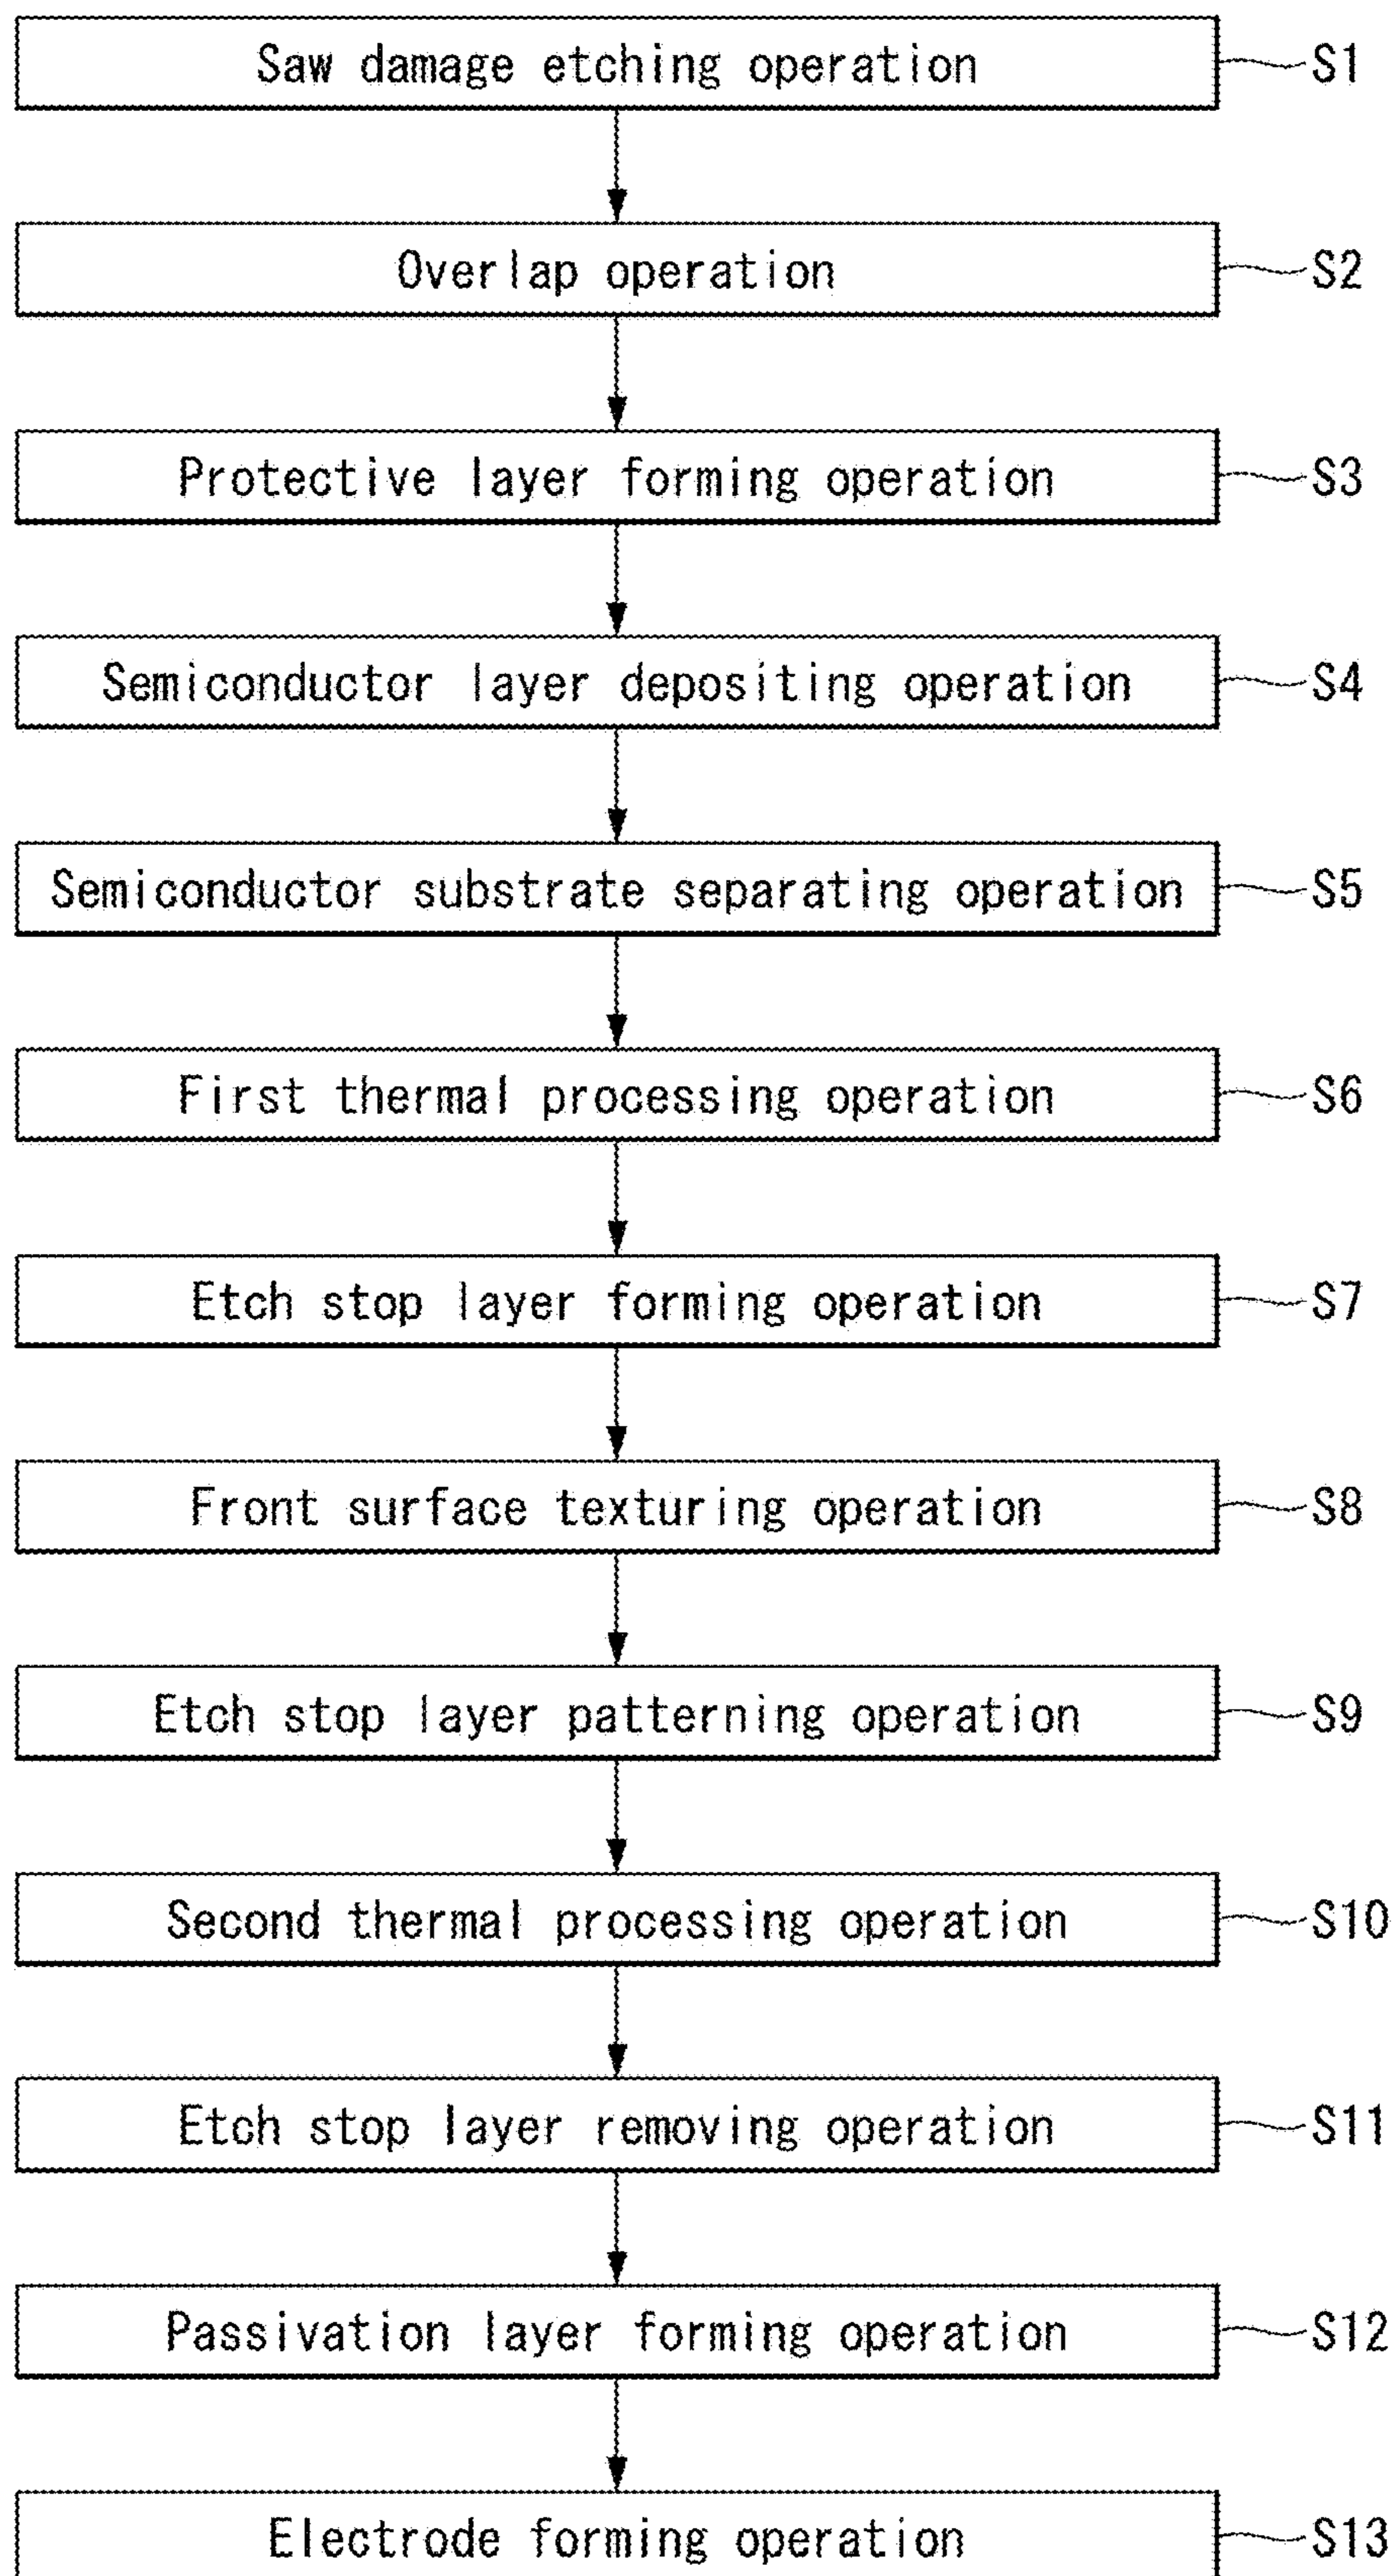 Saw damage etching operation S1
Overlap operation S2
Protective layer forming operation S3
Semiconductor layer depositing operation S4
Semiconductor substrate separating operation S5
First thermal processing operation S6
Etch stop layer forming operation S7
Front surface texturing operation S8
Etch stop layer patterning operation S9
Second thermal processing operation S10
Etch stop layer removing operation S11
Passivation layer forming operation S12
Electrode forming operation S13